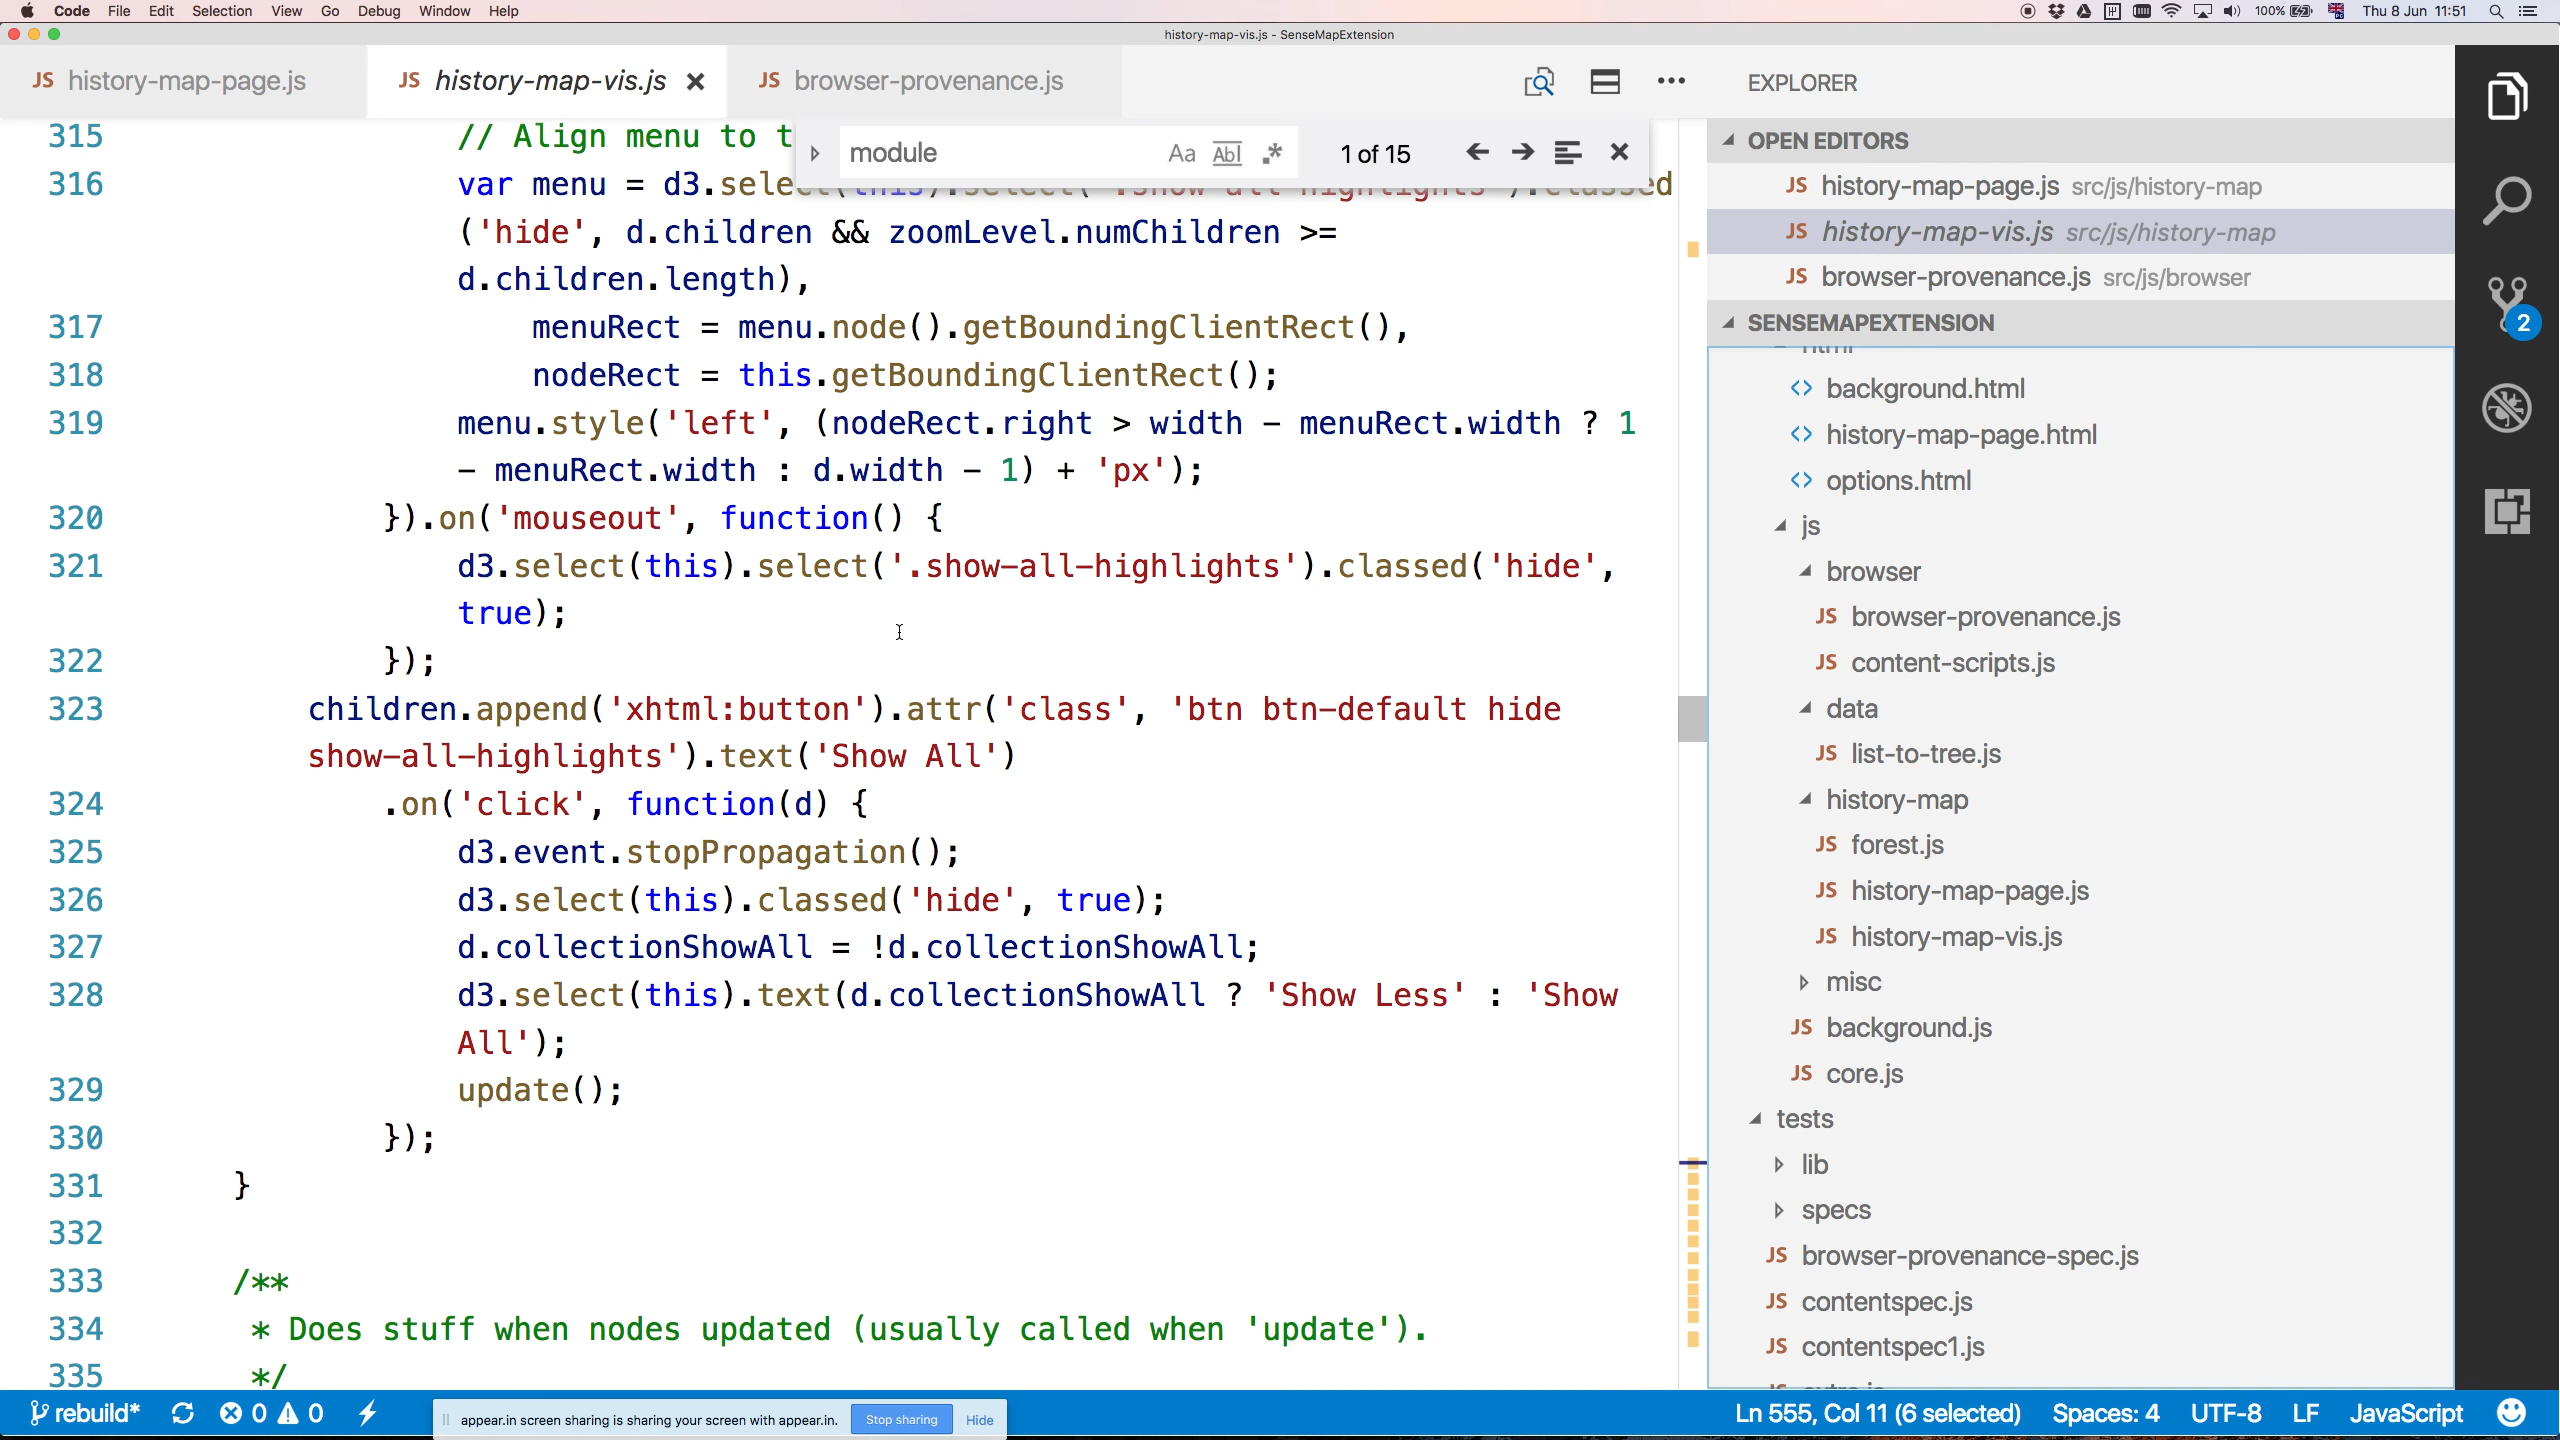 Code File Edit Selection View Go Debug Window Help
100% Thu 8 Jun 11:51
history-map-vis.js - SenseMapExtension
JS history-map-page.js
JS history-map-vis.js
JS browser-provenance.js
module
Aa Abl .* 1 of 15
315 // Align menu to t
316 var menu = d3.select(this).select('.show-all-highlights').classed
('hide', d.children && zoomLevel.numChildren >=
d.children.length),
317 menuRect = menu.node().getBoundingClientRect(),
318 nodeRect = this.getBoundingClientRect();
319 menu.style('left', (nodeRect.right > width - menuRect.width ? 1
- menuRect.width : d.width - 1) + 'px');
320 }).on('mouseout', function() {
321 d3.select(this).select('.show-all-highlights').classed('hide',
true);
322 });
323 children.append('xhtml:button').attr('class', 'btn btn-default hide
show-all-highlights').text('Show All')
324 .on('click', function(d) {
325 d3.event.stopPropagation();
326 d3.select(this).classed('hide', true);
327 d.collectionShowAll = !d.collectionShowAll;
328 d3.select(this).text(d.collectionShowAll ? 'Show Less' : 'Show
All');
329 update();
330 });
331 }
332
333 /**
334 * Does stuff when nodes updated (usually called when 'update').
335 */
EXPLORER
OPEN EDITORS
JS history-map-page.js src/js/history-map
JS history-map-vis.js src/js/history-map
JS browser-provenance.js src/js/browser
SENSEMAPEXTENSION
html
<> background.html
<> history-map-page.html
<> options.html
js
browser
JS browser-provenance.js
JS content-scripts.js
data
JS list-to-tree.js
history-map
JS forest.js
JS history-map-page.js
JS history-map-vis.js
misc
JS background.js
JS core.js
tests
lib
specs
JS browser-provenance-spec.js
JS contentspec.js
JS contentspec1.js
2
rebuild* 0 0
appear.in screen sharing is sharing your screen with appear.in. Stop sharing Hide
Ln 555, Col 11 (6 selected) Spaces: 4 UTF-8 LF JavaScript